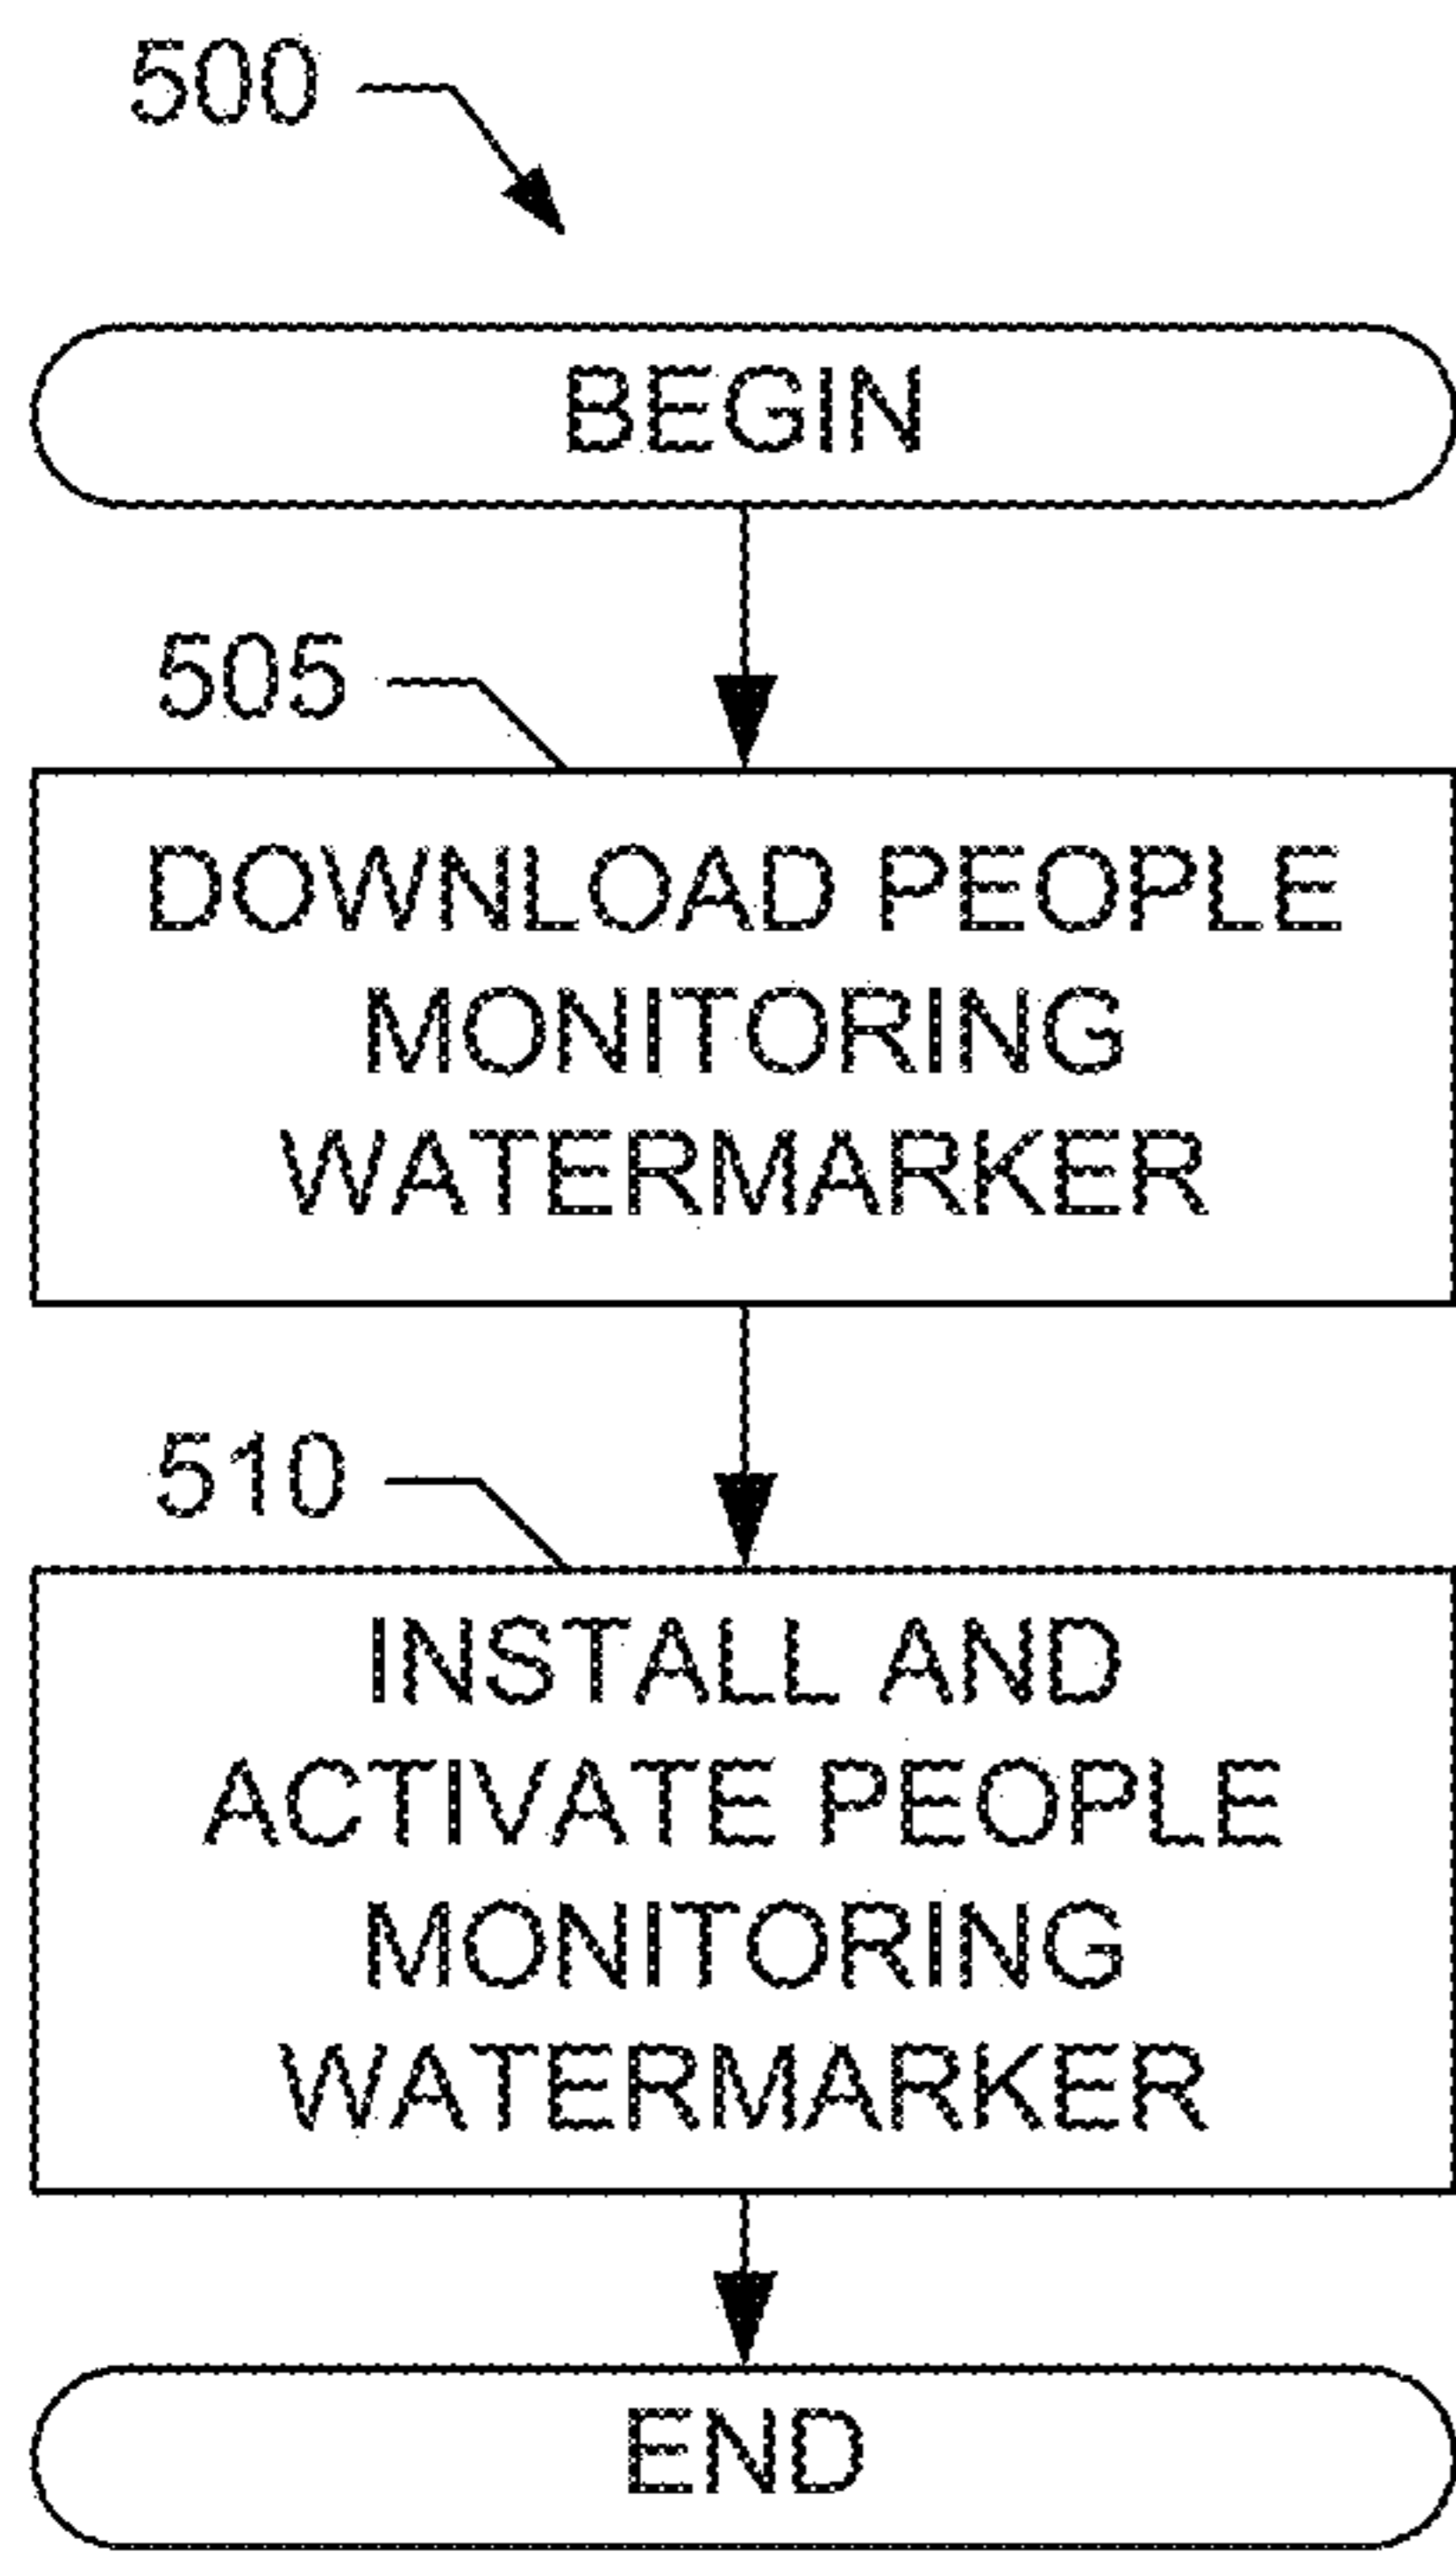 500
BEGIN
505
DOWNLOAD PEOPLE
MONITORING
WATERMARKER
510
INSTALL AND
ACTIVATE PEOPLE
MONITORING
WATERMARKER
END